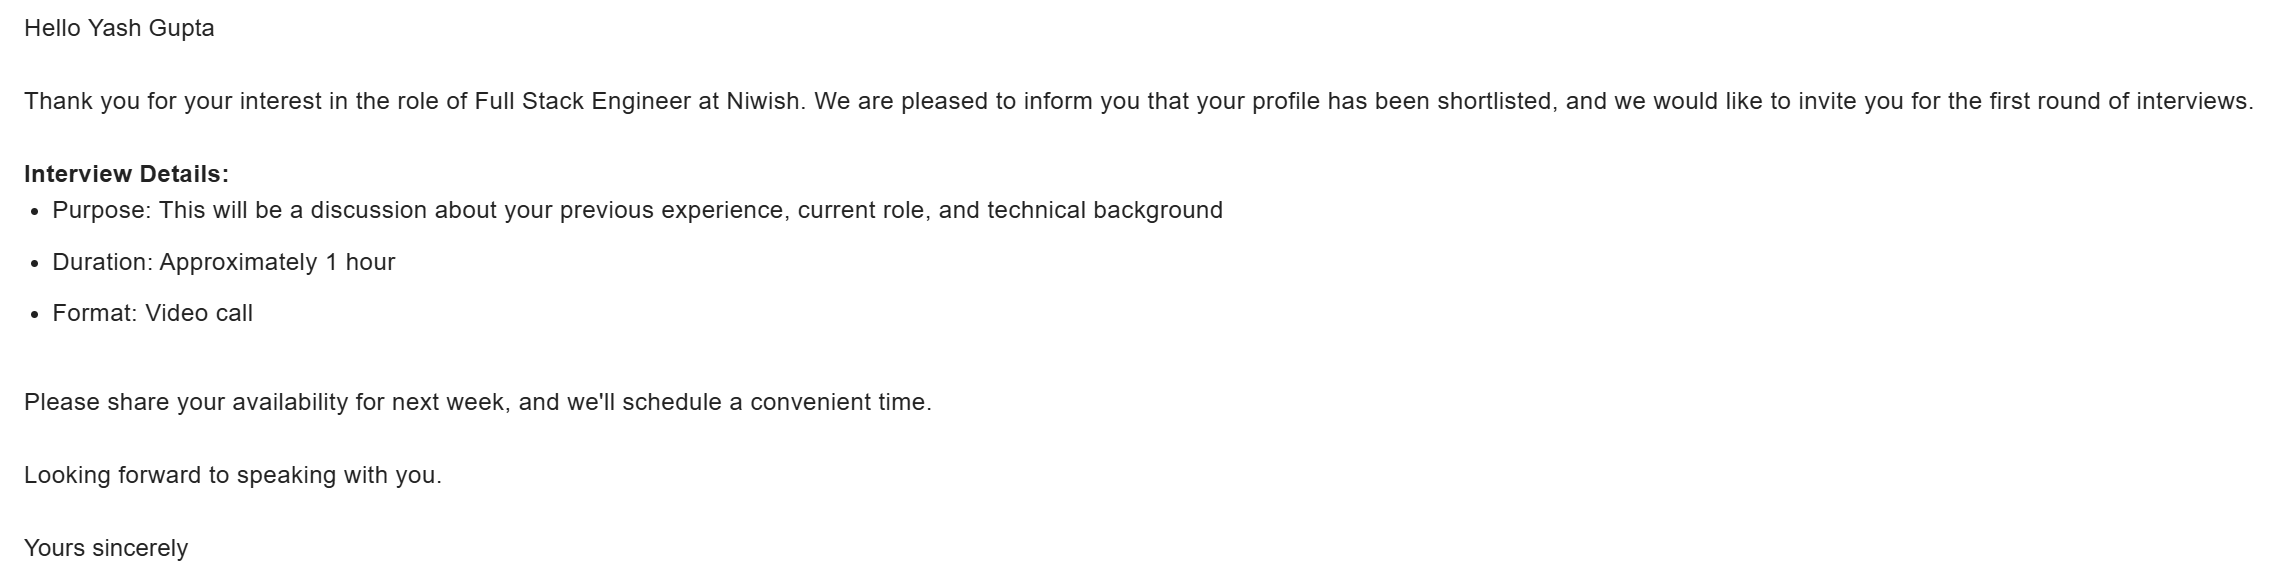 Hello Yash Gupta
Thank you for your interest in the role of Full Stack Engineer at Niwish. We are pleased to inform you that your profile has been shortlisted, and we would like to invite you for the first round of interviews.
Interview Details:
• Purpose: This will be a discussion about your previous experience, current role, and technical background
• Duration: Approximately 1 hour
• Format: Video call
Please share your availability for next week, and we'll schedule a convenient time.
Looking forward to speaking with you.
Yours sincerely